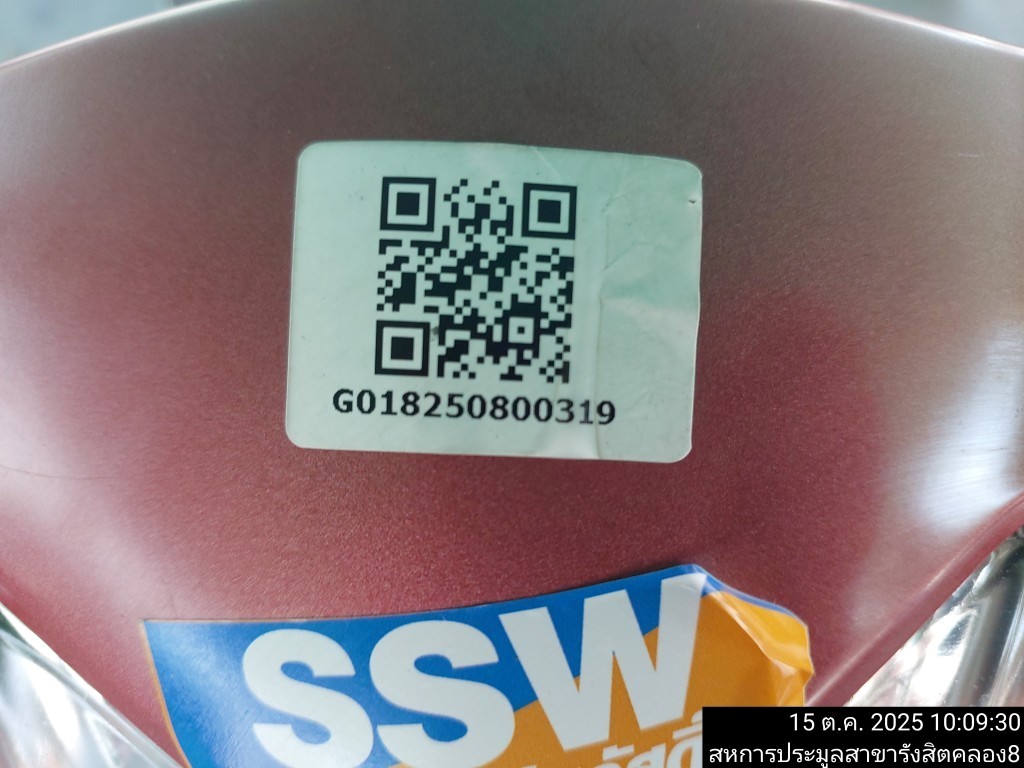 G018250800319
SSW
15 ต.ค. 2025 10:09:30
สหการประมูลสาขารังสิตคลอง8